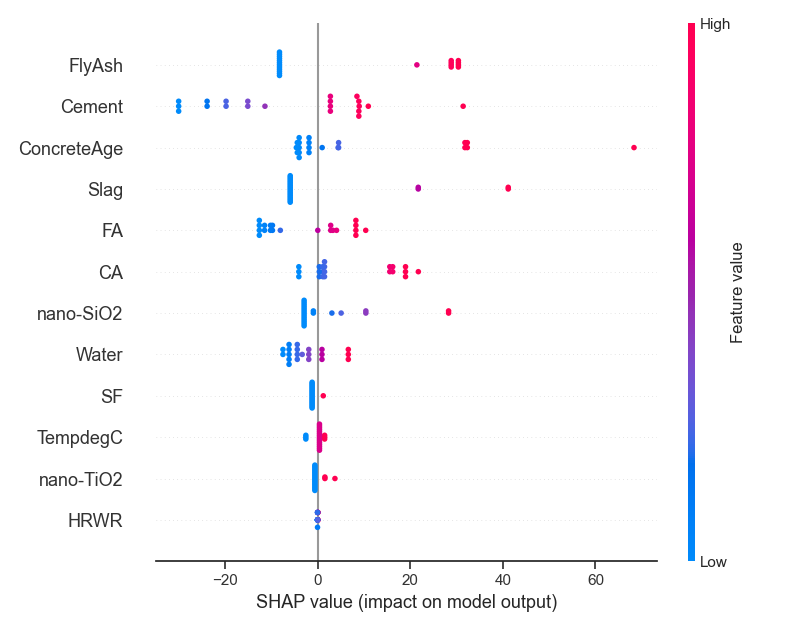 High
FlyAsh
Cement
ConcreteAge
Slag
FA
CA
nano-SiO2
Water
SF
TempdegC
nano-TiO2
HRWR
Feature value
Low
−20 0 20 40 60
SHAP value (impact on model output)